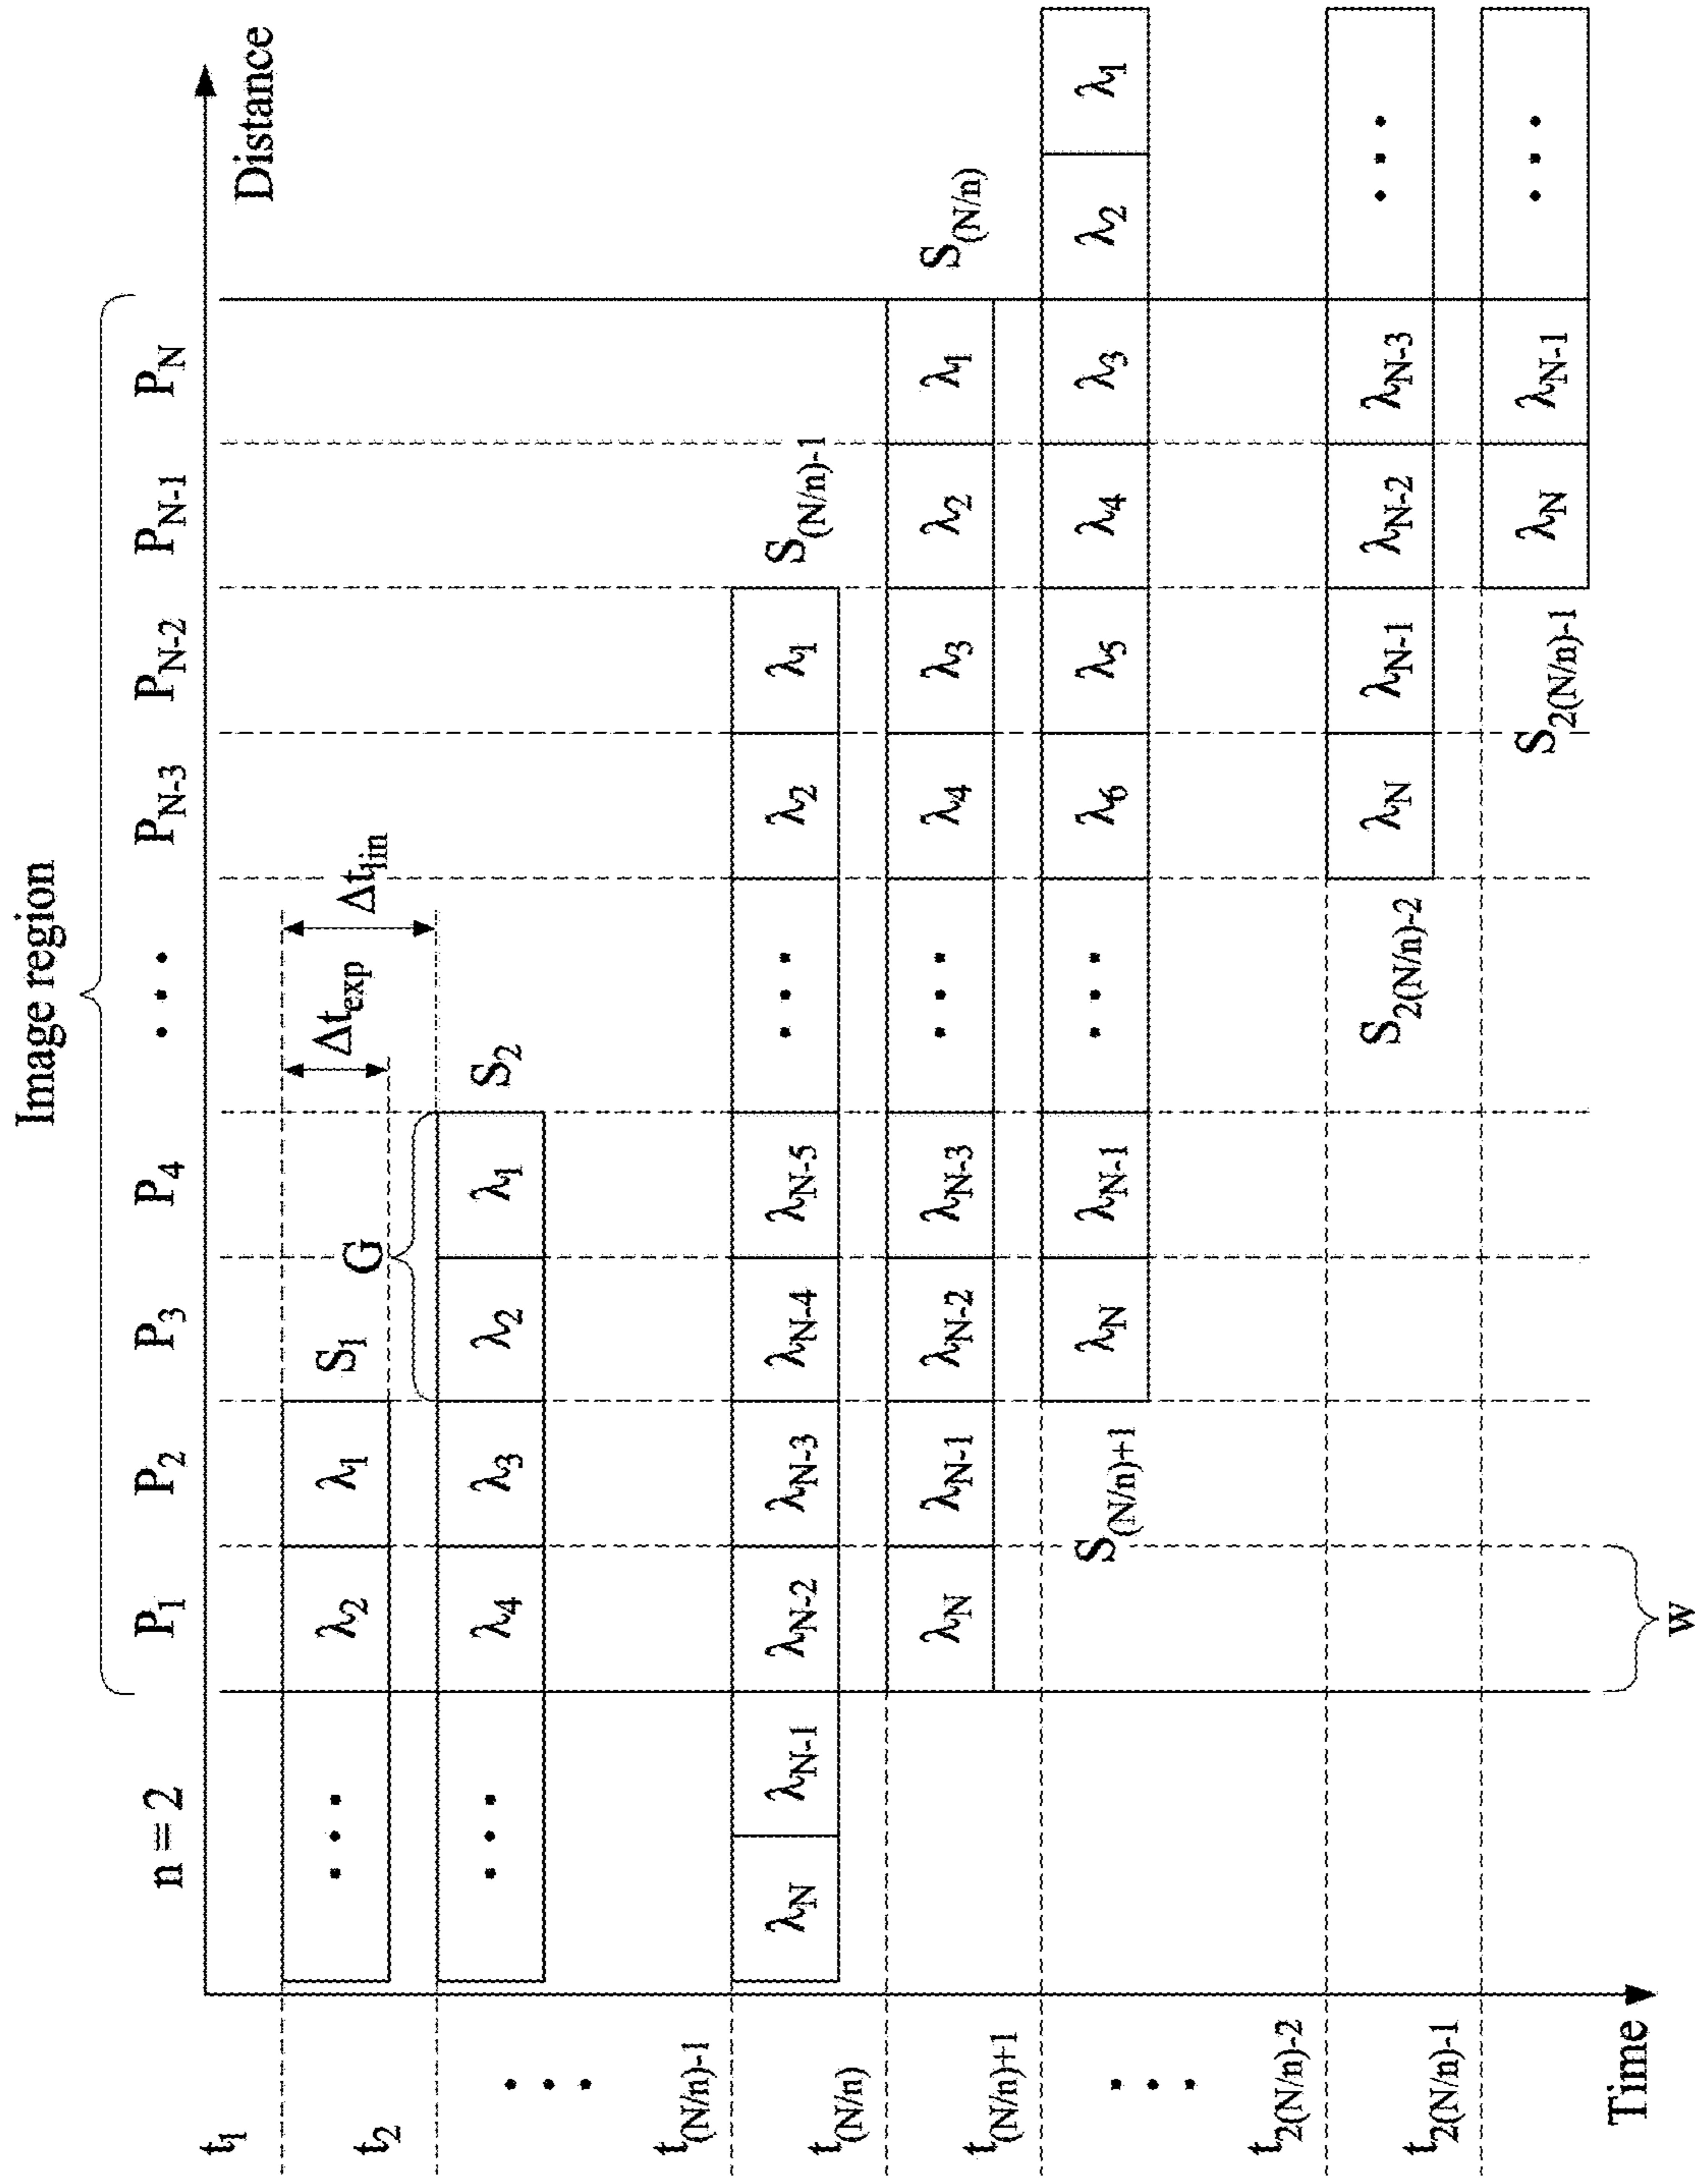 Image region
n = 2 P1 P2 P3 P4 • • • PN-3 PN-2 PN-1 PN
Distance
t1 • • • λ2 λ1 S1 Δtexp Δtlin
G
t2 • • • λ4 λ3 λ2 λ1 S2
• • •
t(N/n)-1 λN λN-1 λN-2 λN-3 λN-4 λN-5 • • • λ2 λ1 S(N/n)-1
t(N/n) λN λN-1 λN-2 λN-3 • • • λ4 λ3 λ2 λ1 S(N/n)
t(N/n)+1 S(N/n)+1 λN λN-1 • • • λ6 λ5 λ4 λ3 λ2 λ1
• • •
t2(N/n)-2 S2(N/n)-2 λN λN-1 λN-2 λN-3 • • •
t2(N/n)-1 S2(N/n)-1 λN λN-1 • • •
Time
w